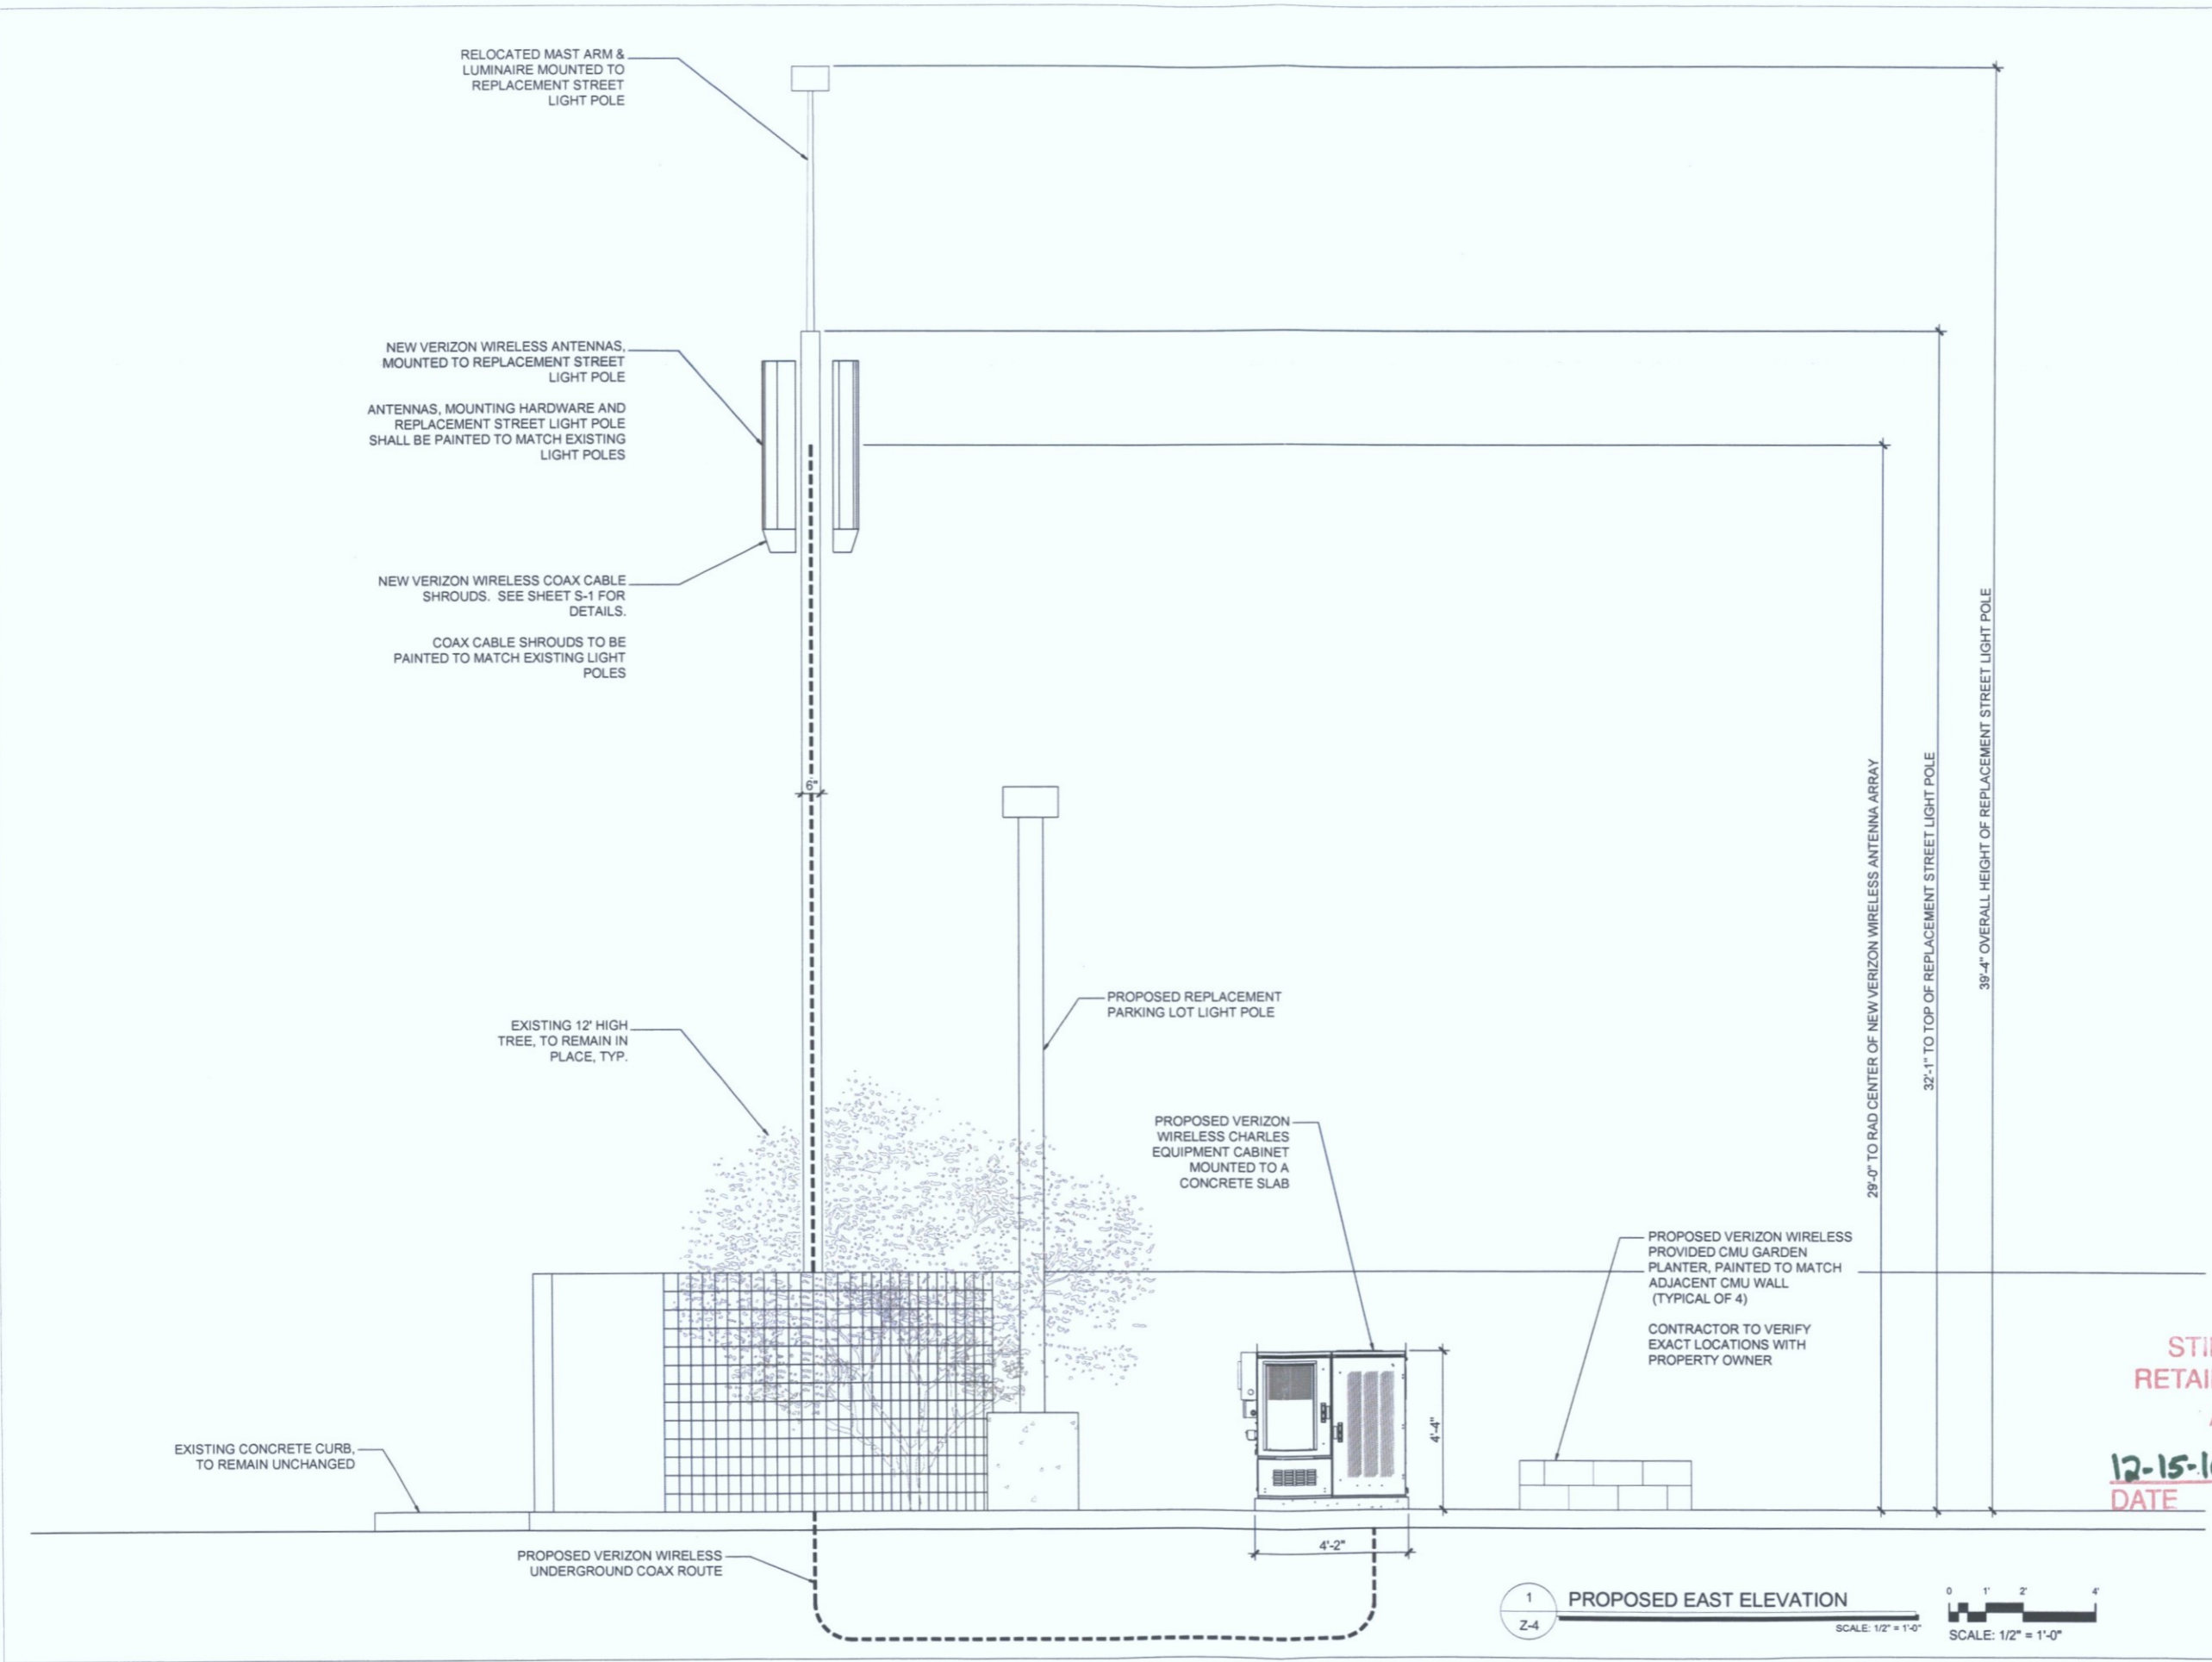 RELOCATED MAST ARM &
LUMINAIRE MOUNTED TO
REPLACEMENT STREET
LIGHT POLE
NEW VERIZON WIRELESS ANTENNAS,
MOUNTED TO REPLACEMENT STREET
LIGHT POLE
ANTENNAS, MOUNTING HARDWARE AND
REPLACEMENT STREET LIGHT POLE
SHALL BE PAINTED TO MATCH EXISTING
LIGHT POLES
NEW VERIZON WIRELESS COAX CABLE
SHROUDS. SEE SHEET S-1 FOR
DETAILS.
COAX CABLE SHROUDS TO BE
PAINTED TO MATCH EXISTING LIGHT
POLES
6"
EXISTING 12' HIGH
TREE, TO REMAIN IN
PLACE, TYP.
PROPOSED REPLACEMENT
PARKING LOT LIGHT POLE
PROPOSED VERIZON
WIRELESS CHARLES
EQUIPMENT CABINET
MOUNTED TO A
CONCRETE SLAB
PROPOSED VERIZON WIRELESS
PROVIDED CMU GARDEN
PLANTER, PAINTED TO MATCH
ADJACENT CMU WALL
(TYPICAL OF 4)
CONTRACTOR TO VERIFY
EXACT LOCATIONS WITH
PROPERTY OWNER
29'-0" TO RAD CENTER OF NEW VERIZON WIRELESS ANTENNA ARRAY
32'-1" TO TOP OF REPLACEMENT STREET LIGHT POLE
39'-4" OVERALL HEIGHT OF REPLACEMENT STREET LIGHT POLE
EXISTING CONCRETE CURB,
TO REMAIN UNCHANGED
4'-4"
4'-2"
PROPOSED VERIZON WIRELESS
UNDERGROUND COAX ROUTE
DATE
1
Z-4
PROPOSED EAST ELEVATION
SCALE: 1/2" = 1'-0"
0 1' 2' 4'
SCALE: 1/2" = 1'-0"